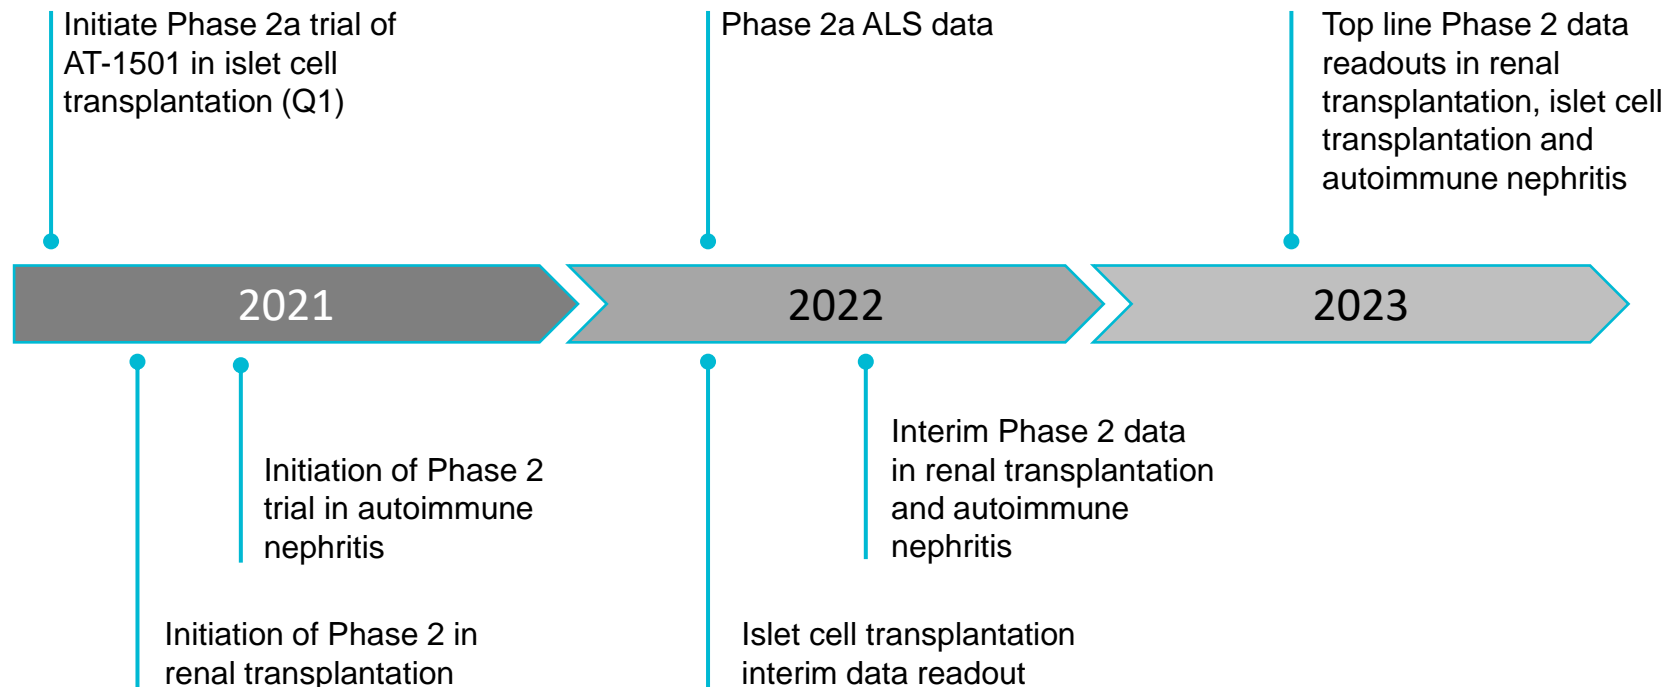 Initiate Phase 2a trial of
AT-1501 in islet cell
transplantation (Q1)
Phase 2a ALS data
Top line Phase 2 data
readouts in renal
transplantation, islet cell
transplantation and
autoimmune nephritis
2021
2022
2023
Initiation of Phase 2
trial in autoimmune
nephritis
Interim Phase 2 data
in renal transplantation
and autoimmune
nephritis
Initiation of Phase 2 in
renal transplantation
Islet cell transplantation
interim data readout